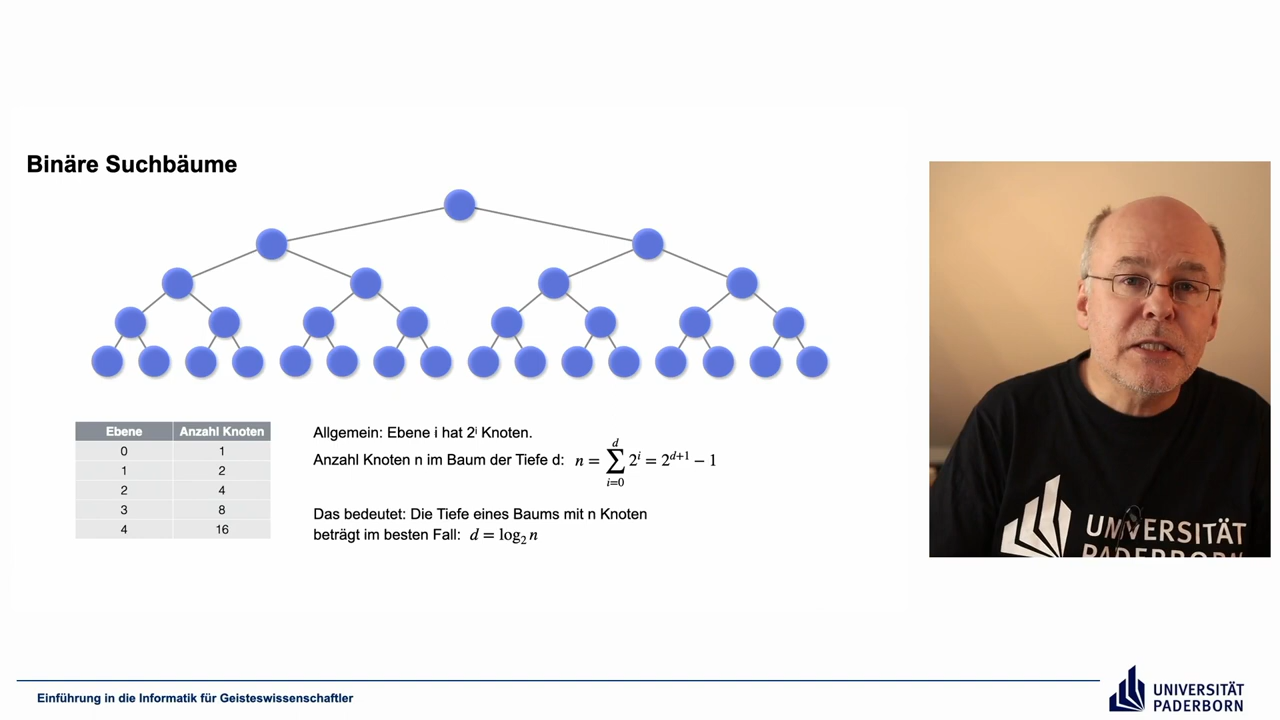 Binäre Suchbäume
Ebene Anzahl Knoten
0 1
1 2
2 4
3 8
4 16
Allgemein: Ebene i hat 2ⁱ Knoten.
Anzahl Knoten n im Baum der Tiefe d: n = ∑_{i=0}^{d} 2^i = 2^{d+1} − 1
Das bedeutet: Die Tiefe eines Baums mit n Knoten
beträgt im besten Fall: d = log₂ n
UNIVERSITÄT
PADERBORN
Einführung in die Informatik für Geisteswissenschaftler
UNIVERSITÄT
PADERBORN